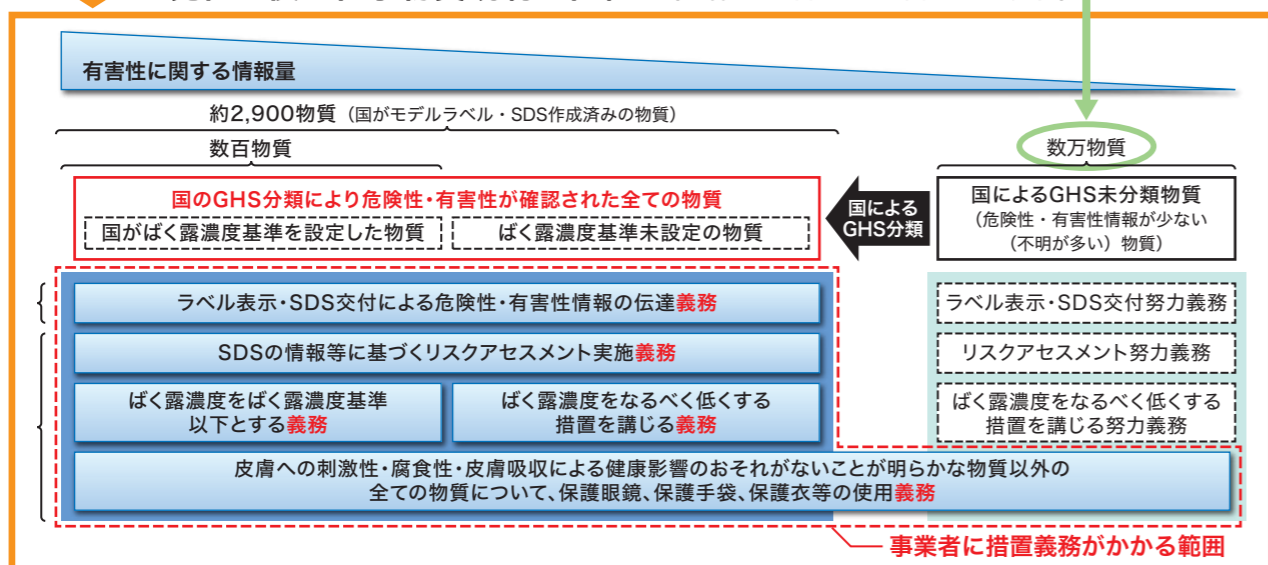 有害性に関する情報量
約2,900物質（国がモデルラベル・SDS作成済みの物質）
数百物質
数万物質
国のGHS分類により危険性・有害性が確認された全ての物質
国がばく露濃度基準を設定した物質
ばく露濃度基準未設定の物質
国による
GHS分類
国によるGHS未分類物質
（危険性・有害性情報が少ない
（不明が多い）物質）
ラベル表示・SDS交付による危険性・有害性情報の伝達義務
ラベル表示・SDS交付努力義務
SDSの情報等に基づくリスクアセスメント実施義務
リスクアセスメント努力義務
ばく露濃度をばく露濃度基準
以下とする義務
ばく露濃度をなるべく低くする
措置を講じる義務
ばく露濃度をなるべく低くする
措置を講じる努力義務
皮膚への刺激性・腐食性・皮膚吸収による健康影響のおそれがないことが明らかな物質以外の
全ての物質について、保護眼鏡、保護手袋、保護衣等の使用義務
事業者に措置義務がかかる範囲